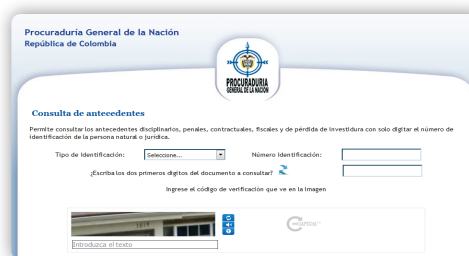 Procuraduría General de la Nación
República de Colombia
PROCURADURIA
GENERAL DE LA NACION
Consulta de antecedentes
Permite consultar los antecedentes disciplinarios, penales, contractuales, fiscales y de pérdida de investidura con solo digitar el número de
identificación de la persona natural o jurídica.
Tipo de Identificación: Seleccione... Número Identificación:
¿Escriba los dos primeros digitos del documento a consultar?
Ingrese el código de verificación que ve en la imagen
Introduzca el texto